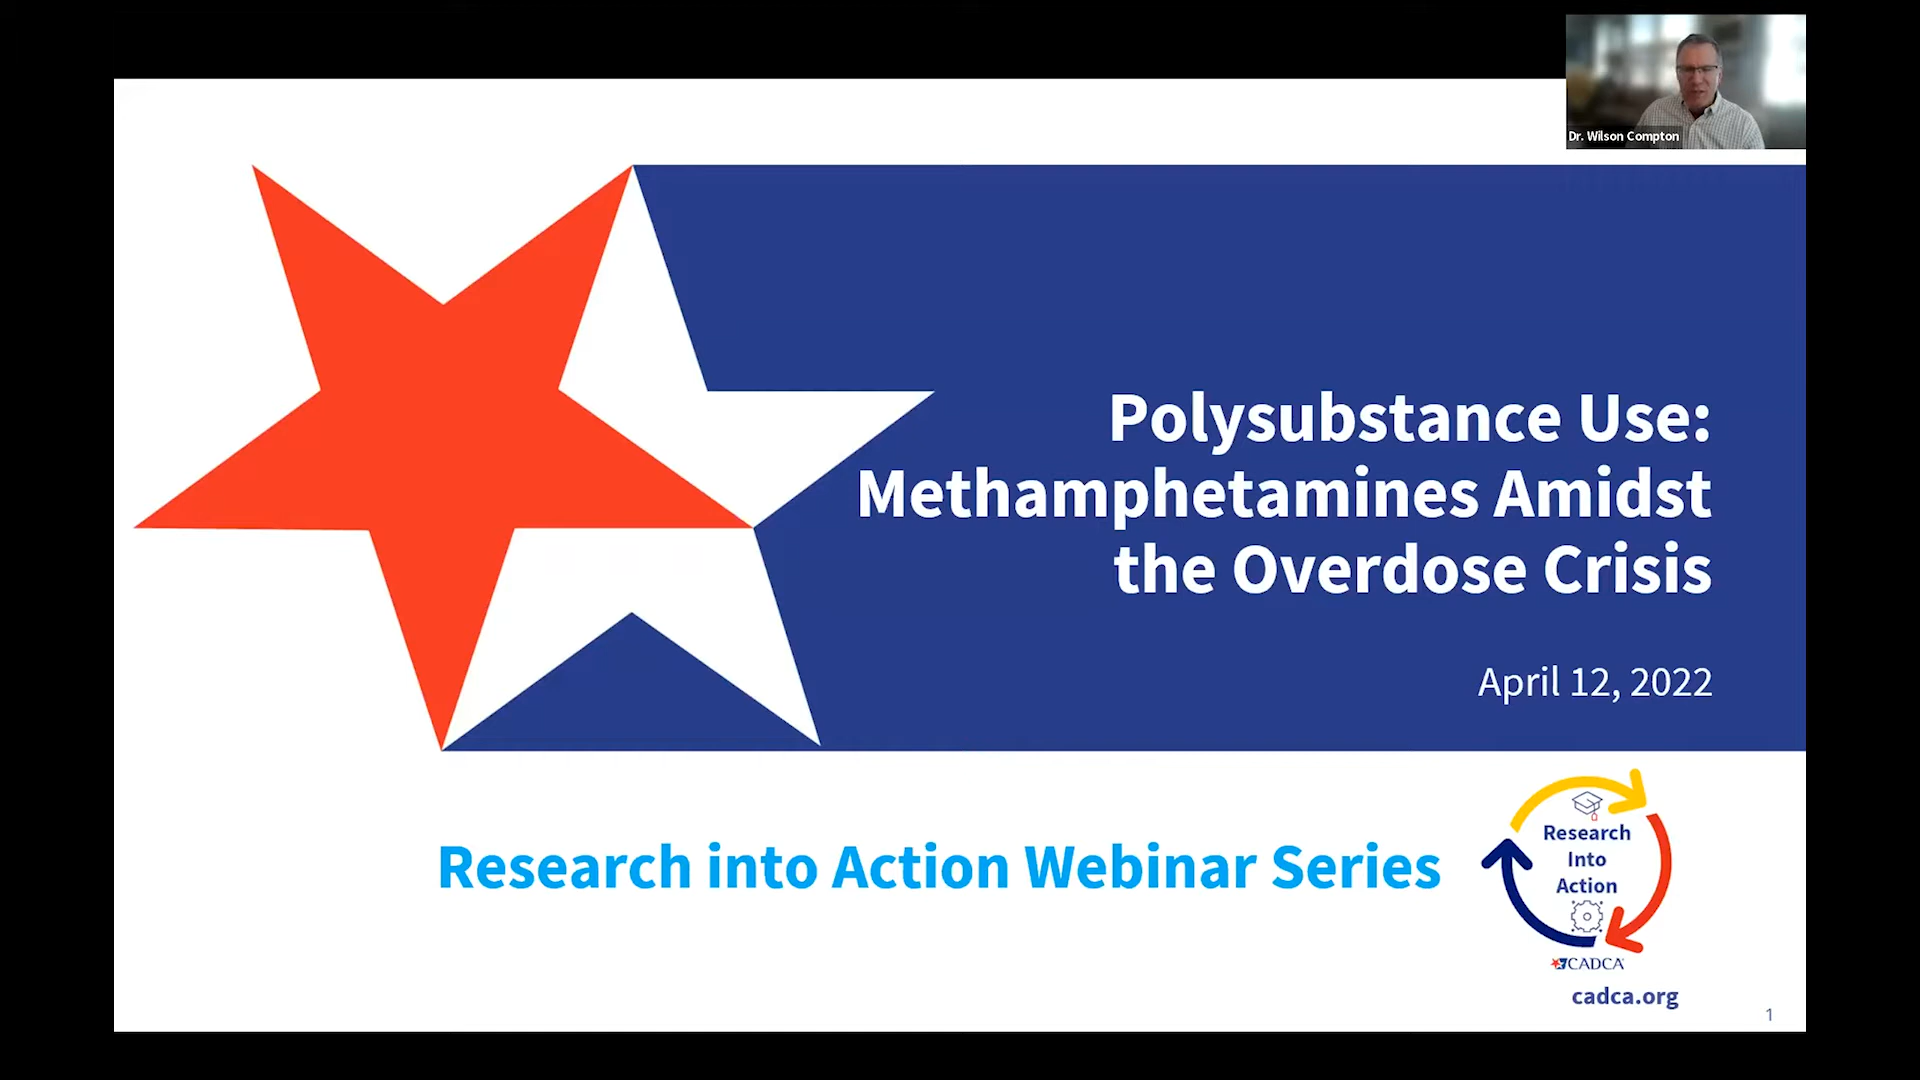 Dr. Wilson Compton
Polysubstance Use:
Methamphetamines Amidst
the Overdose Crisis
April 12, 2022
Research into Action Webinar Series
Research
Into
Action
CADCA
cadca.org
1